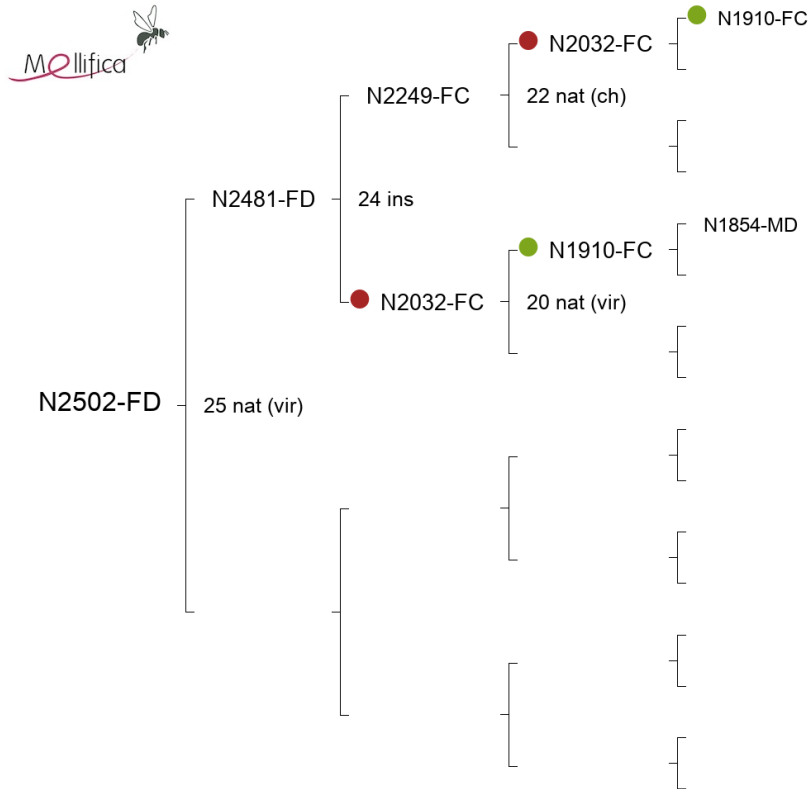 Mellifica
N1910-FC
N2032-FC
N2249-FC
22 nat (ch)
N2481-FD
24 ins
N1854-MD
N1910-FC
N2032-FC
20 nat (vir)
N2502-FD
25 nat (vir)